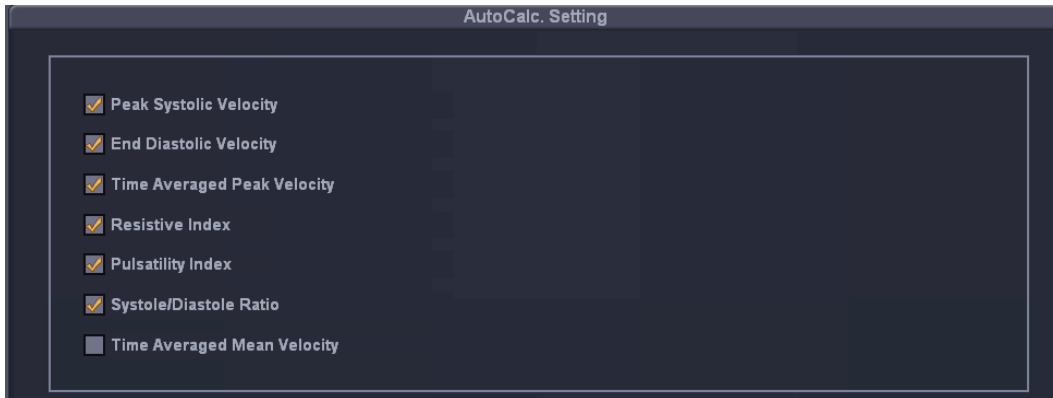 AutoCalc. Setting
Peak Systolic Velocity
End Diastolic Velocity
Time Averaged Peak Velocity
Resistive Index
Pulsatility Index
Systole/Diastole Ratio
Time Averaged Mean Velocity